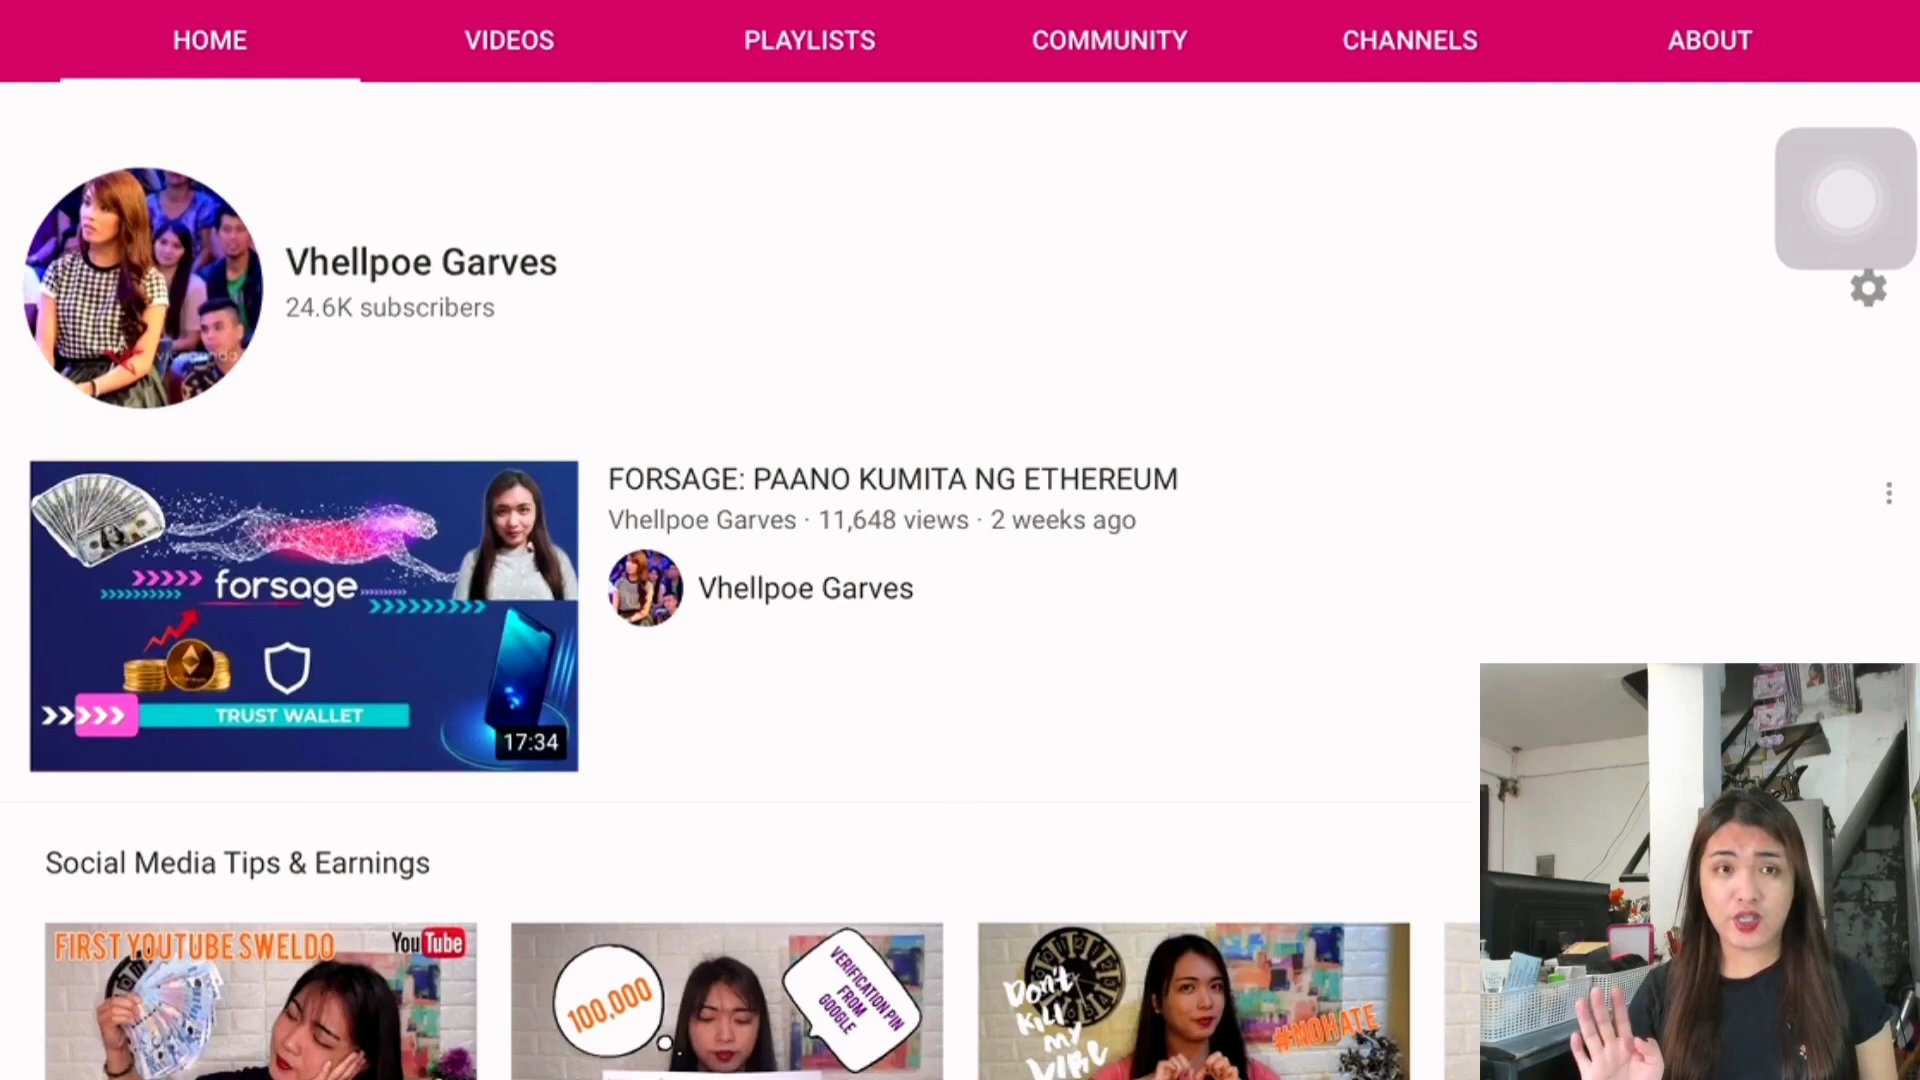 HOME VIDEOS PLAYLISTS COMMUNITY CHANNELS ABOUT
Vhellpoe Garves
24.6K subscribers
viceganda
FORSAGE: PAANO KUMITA NG ETHEREUM
Vhellpoe Garves · 11,648 views · 2 weeks ago
Vhellpoe Garves
forsage
TRUST WALLET
17:34
Social Media Tips & Earnings
FIRST YOUTUBE SWELDO
YouTube
100,000
VERIFICATION PIN
FROM
GOOGLE
Don't
KiLL
My
ViBe
#NOHATE